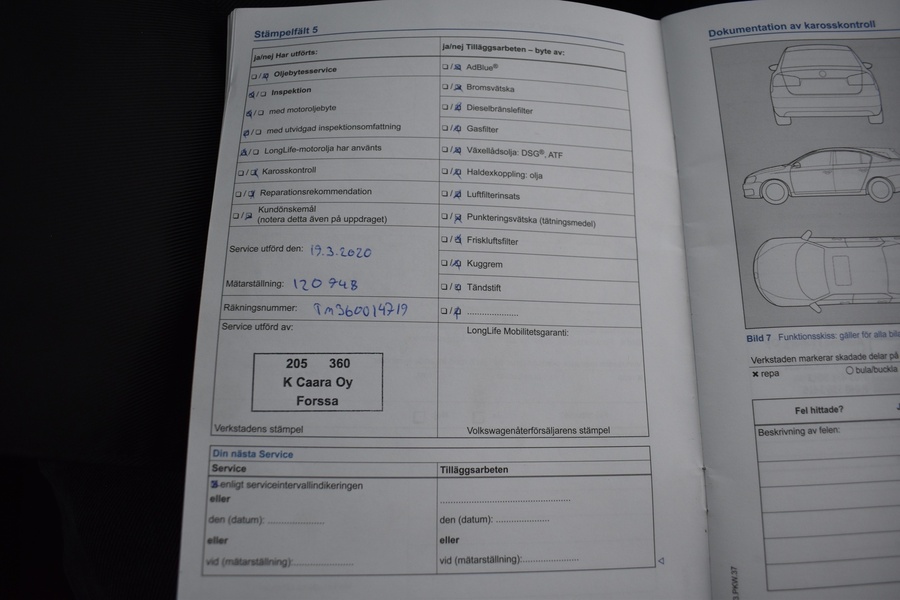 Stämpelfält 5
ja/nej Har utförts:
☐/☒ Oljebytesservice
☒/☐ Inspektion
☒/☐ med motoroljebyte
☒/☐ med utvidgad inspektionsomfattning
☒/☐ LongLife-motorolja har använts
☐/☒ Karosskontroll
☐/☒ Reparationsrekommendation
☐/☒ Kundönskemål
(notera detta även på uppdraget)
Service utförd den: 19.3.2020
Mätarställning: 120 748
Räkningsnummer: TM360014719
Service utförd av:
205 360
K Caara Oy
Forssa
Verkstadens stämpel
ja/nej Tilläggsarbeten – byte av:
☐/☒ AdBlue®
☐/☒ Bromsvätska
☐/☒ Dieselbränslefilter
☐/☒ Gasfilter
☐/☒ Växellådsolja: DSG®, ATF
☐/☒ Haldexkoppling: olja
☐/☒ Luftfilterinsats
☐/☒ Punkteringsvätska (tätningsmedel)
☐/☒ Friskluftsfilter
☐/☒ Kuggrem
☐/☒ Tändstift
☐/☒ .....................
LongLife Mobilitetsgaranti:
Volkswagenåterförsäljarens stämpel
Din nästa Service
Service
☒ enligt serviceintervallindikeringen
eller
den (datum): ....................
eller
vid (mätarställning):.....................
Tilläggsarbeten
..............................................
den (datum): ...................
eller
vid (mätarställning):....................
Dokumentation av karosskontroll
Bild 7 Funktionsskiss: gäller för alla
Verkstaden markerar skadade delar på
✖ repa ○ bula/buckla
Fel hittade?
Beskrivning av felen: